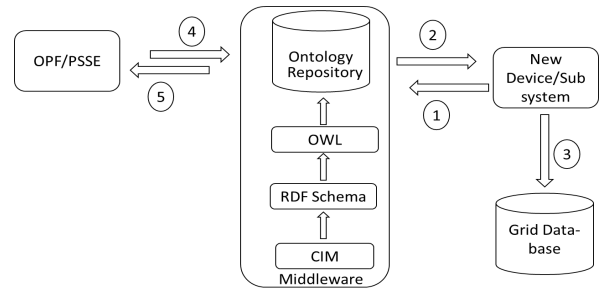 OPF/PSSE
4
5
Ontology
Repository
OWL
RDF Schema
CIM
Middleware
2
1
New
Device/Sub
system
3
Grid Data-
base